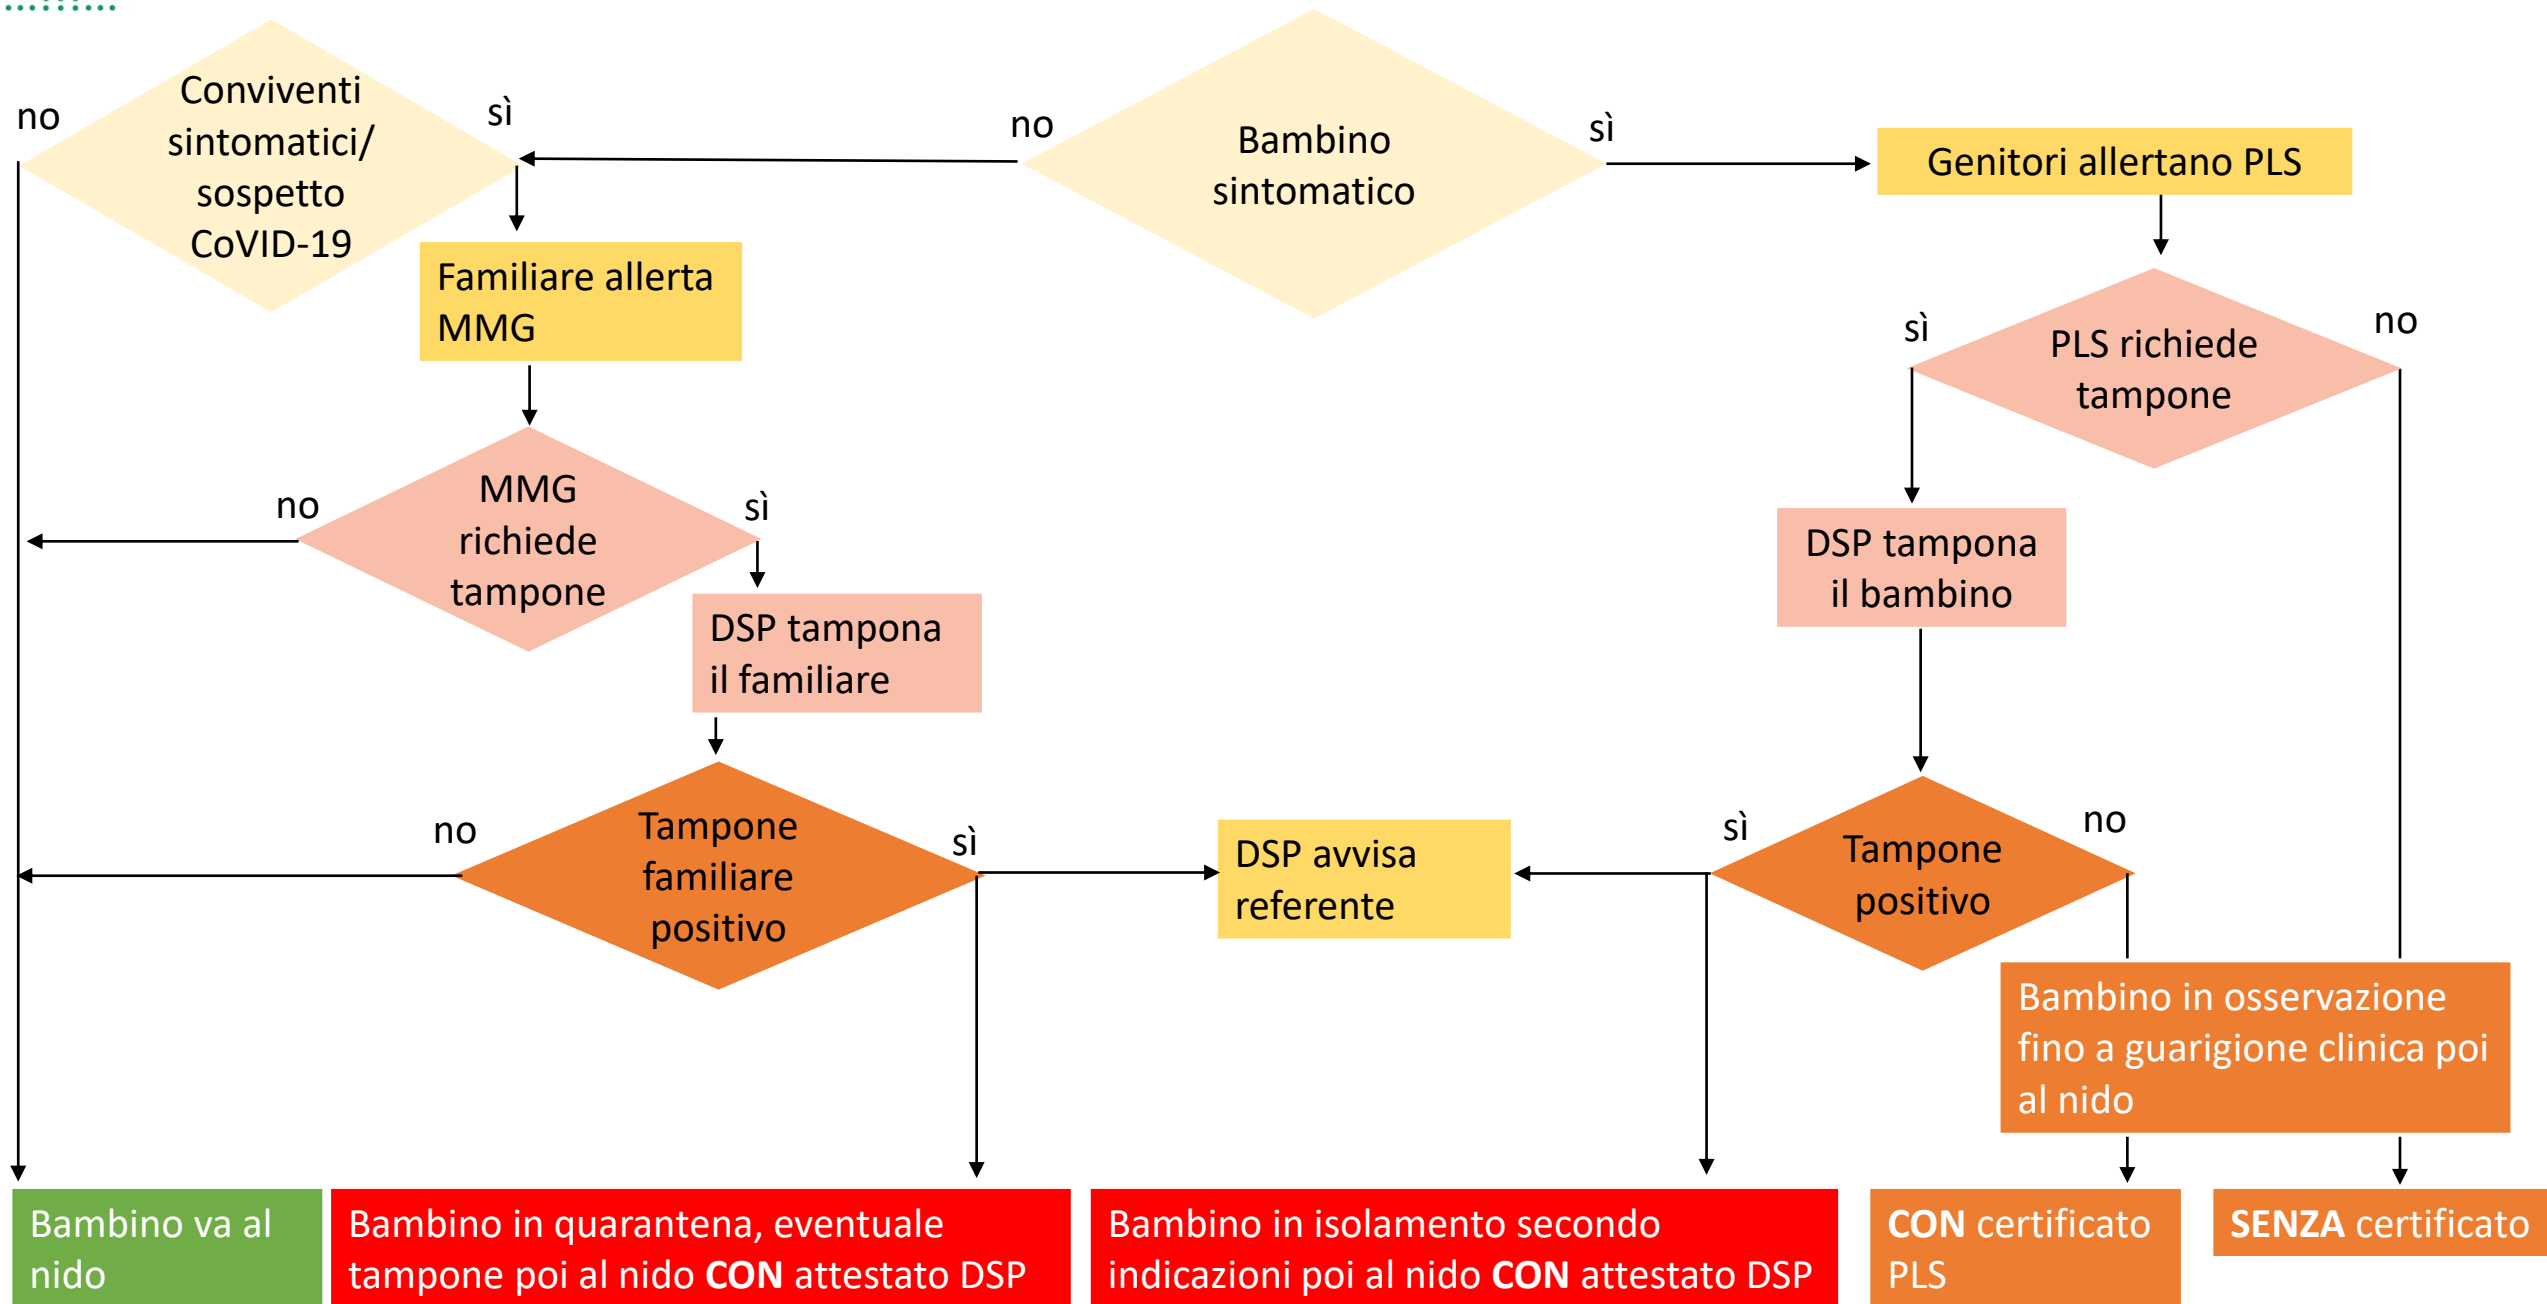 no
Conviventi
sintomatici/
sospetto
CoVID-19
sì
no
Bambino
sintomatico
sì
Genitori allertano PLS
Familiare allerta
MMG
sì
PLS richiede
tampone
no
no
MMG
richiede
tampone
sì
DSP tampona
il bambino
DSP tampona
il familiare
no
Tampone
familiare
positivo
sì
DSP avvisa
referente
sì
Tampone
positivo
no
Bambino in osservazione
fino a guarigione clinica poi
al nido
Bambino va al
nido
Bambino in quarantena, eventuale
tampone poi al nido CON attestato DSP
Bambino in isolamento secondo
indicazioni poi al nido CON attestato DSP
CON certificato
PLS
SENZA certificato